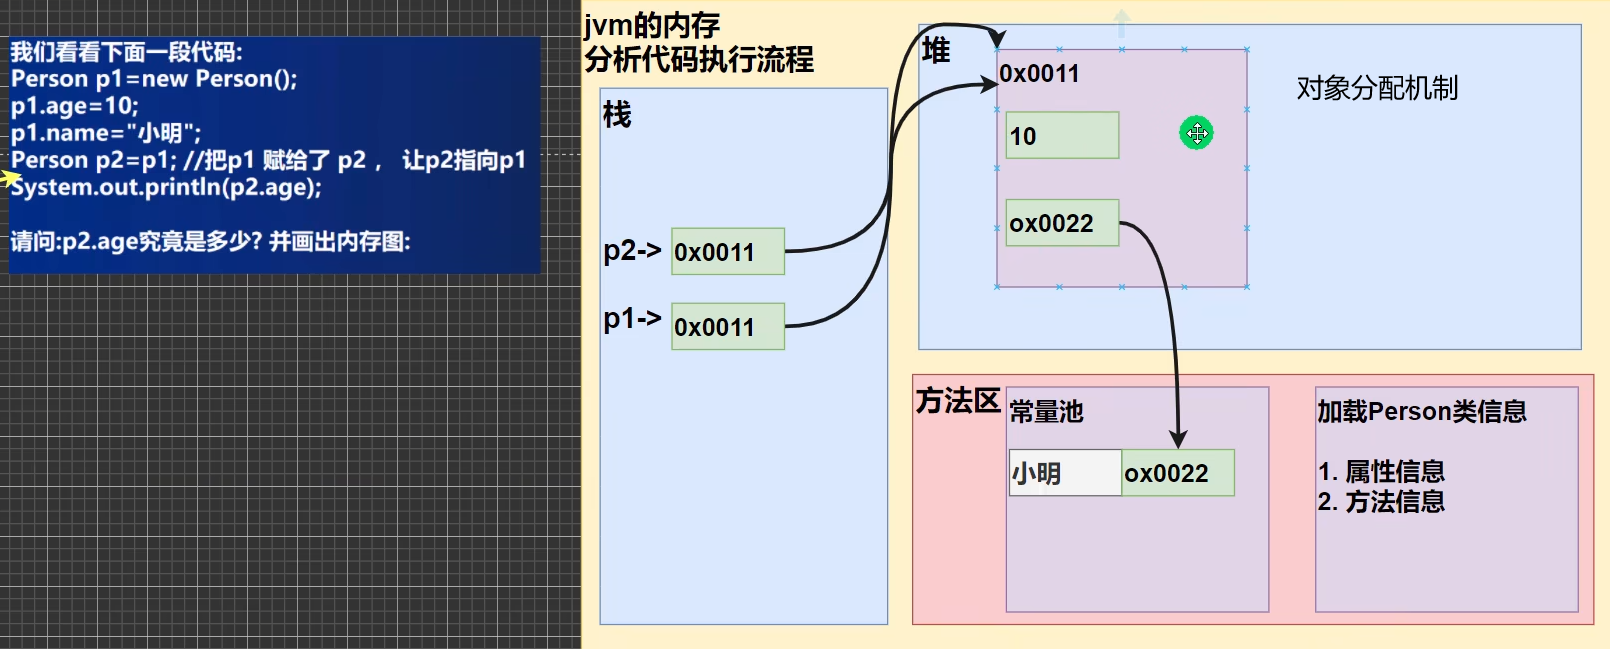 我们看看下面一段代码:
Person p1=new Person();
p1.age=10;
p1.name="小明";
Person p2=p1; //把p1 赋给了 p2 ， 让p2指向p1
System.out.println(p2.age);
请问:p2.age究竟是多少? 并画出内存图:
jvm的内存
分析代码执行流程
栈
p2-> 0x0011
p1-> 0x0011
堆
0x0011
10
ox0022
对象分配机制
方法区
常量池
小明 ox0022
加载Person类信息
1. 属性信息
2. 方法信息